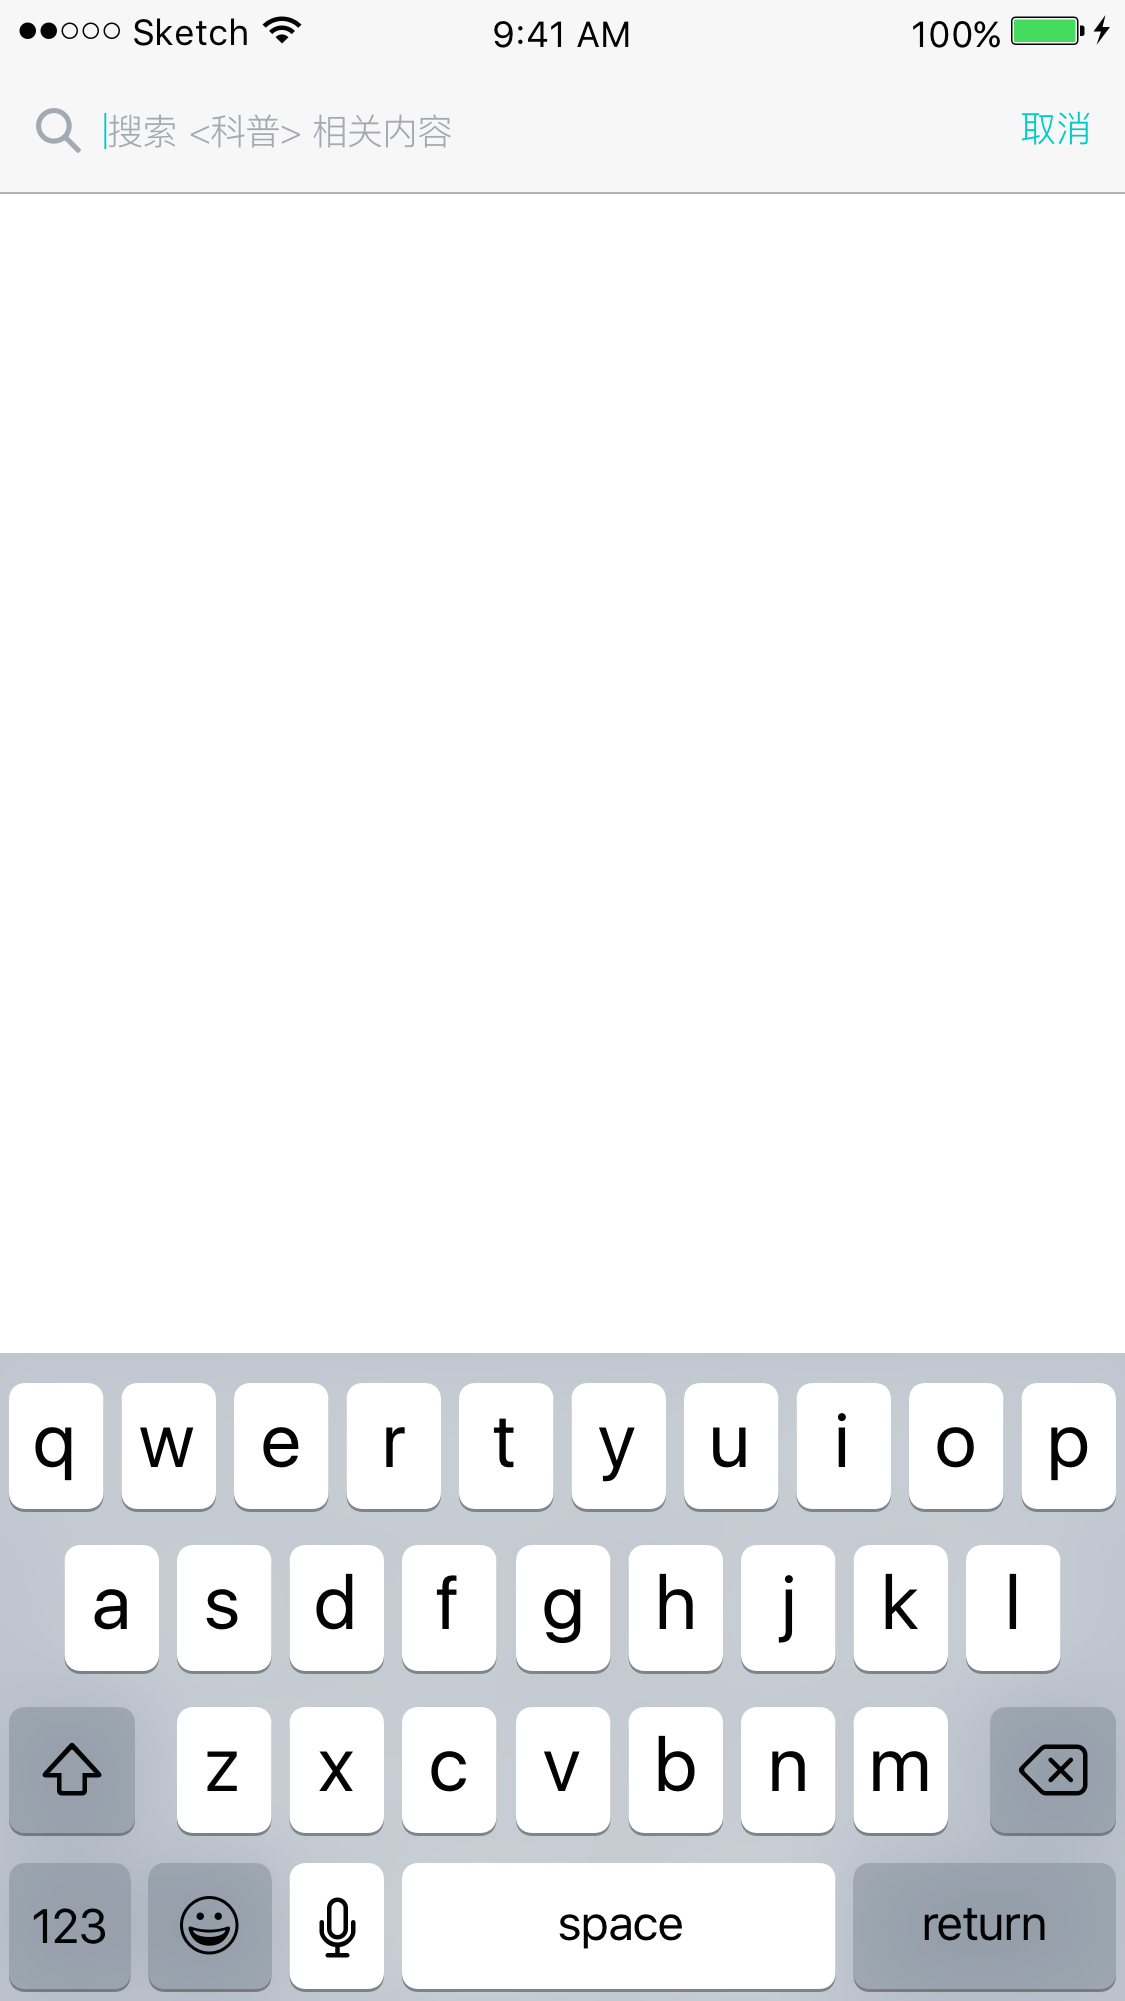 Sketch 9:41 AM 100%
搜索 <科普> 相关内容 取消
q w e r t y u i o p
a s d f g h j k l
z x c v b n m
123 space return